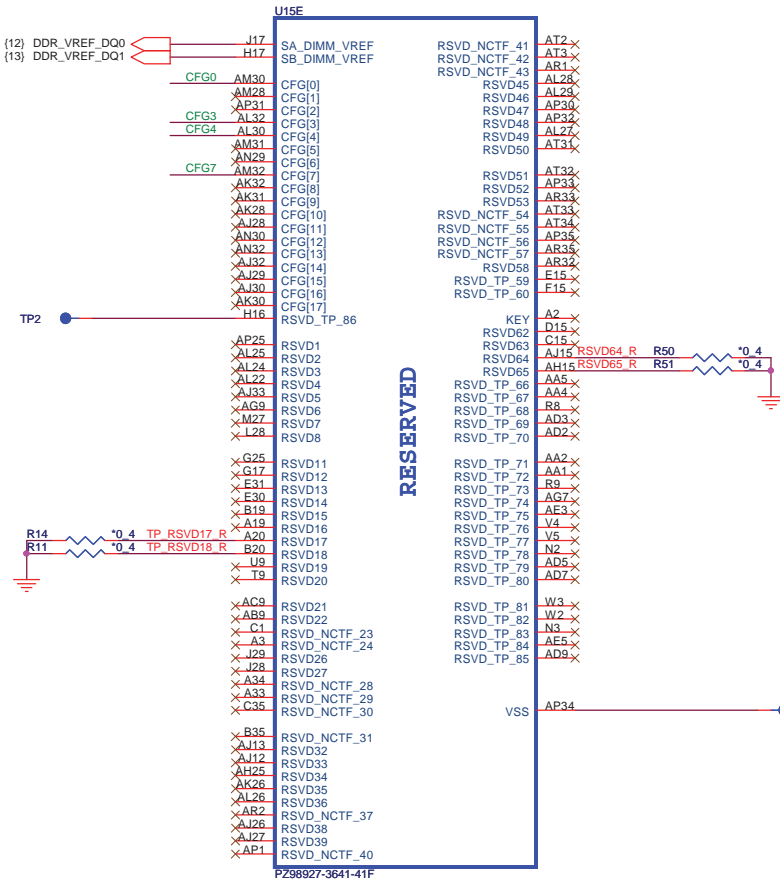 U15E
{12} DDR_VREF_DQ0 J17 SA_DIMM_VREF
{13} DDR_VREF_DQ1 H17 SB_DIMM_VREF
CFG0 AM30 CFG[0]
AM28 CFG[1]
AP31 CFG[2]
CFG3 AL32 CFG[3]
CFG4 AL30 CFG[4]
AM31 CFG[5]
AN29 CFG[6]
CFG7 AM32 CFG[7]
AK32 CFG[8]
AK31 CFG[9]
AK28 CFG[10]
AJ28 CFG[11]
AN30 CFG[12]
AN32 CFG[13]
AJ32 CFG[14]
AJ29 CFG[15]
AJ30 CFG[16]
AK30 CFG[17]
TP2 H16 RSVD_TP_86
AP25 RSVD1
AL25 RSVD2
AL24 RSVD3
AL22 RSVD4
AJ33 RSVD5
AG9 RSVD6
M27 RSVD7
L28 RSVD8
G25 RSVD11
G17 RSVD12
E31 RSVD13
E30 RSVD14
B19 RSVD15
A19 RSVD16
R14 *0_4 TP_RSVD17_R A20 RSVD17
R11 *0_4 TP_RSVD18_R B20 RSVD18
U9 RSVD19
T9 RSVD20
AC9 RSVD21
AB9 RSVD22
C1 RSVD_NCTF_23
A3 RSVD_NCTF_24
J29 RSVD26
J28 RSVD27
A34 RSVD_NCTF_28
A33 RSVD_NCTF_29
C35 RSVD_NCTF_30
B35 RSVD_NCTF_31
AJ13 RSVD32
AJ12 RSVD33
AH25 RSVD34
AK26 RSVD35
AL26 RSVD36
AR2 RSVD_NCTF_37
AJ26 RSVD38
AJ27 RSVD39
AP1 RSVD_NCTF_40
RESERVED
RSVD_NCTF_41 AT2
RSVD_NCTF_42 AT3
RSVD_NCTF_43 AR1
RSVD45 AL28
RSVD46 AL29
RSVD47 AP30
RSVD48 AP32
RSVD49 AL27
RSVD50 AT31
RSVD51 AT32
RSVD52 AP33
RSVD53 AR33
RSVD_NCTF_54 AT33
RSVD_NCTF_55 AT34
RSVD_NCTF_56 AP35
RSVD_NCTF_57 AR35
RSVD58 AR32
RSVD_TP_59 E15
RSVD_TP_60 F15
KEY A2
RSVD62 D15
RSVD63 C15
RSVD64 AJ15 RSVD64_R R50 *0_4
RSVD65 AH15 RSVD65_R R51 *0_4
RSVD_TP_66 AA5
RSVD_TP_67 AA4
RSVD_TP_68 R8
RSVD_TP_69 AD3
RSVD_TP_70 AD2
RSVD_TP_71 AA2
RSVD_TP_72 AA1
RSVD_TP_73 R9
RSVD_TP_74 AG7
RSVD_TP_75 AE3
RSVD_TP_76 V4
RSVD_TP_77 V5
RSVD_TP_78 N2
RSVD_TP_79 AD5
RSVD_TP_80 AD7
RSVD_TP_81 W3
RSVD_TP_82 W2
RSVD_TP_83 N3
RSVD_TP_84 AE5
RSVD_TP_85 AD9
VSS AP34
PZ98927-3641-41F